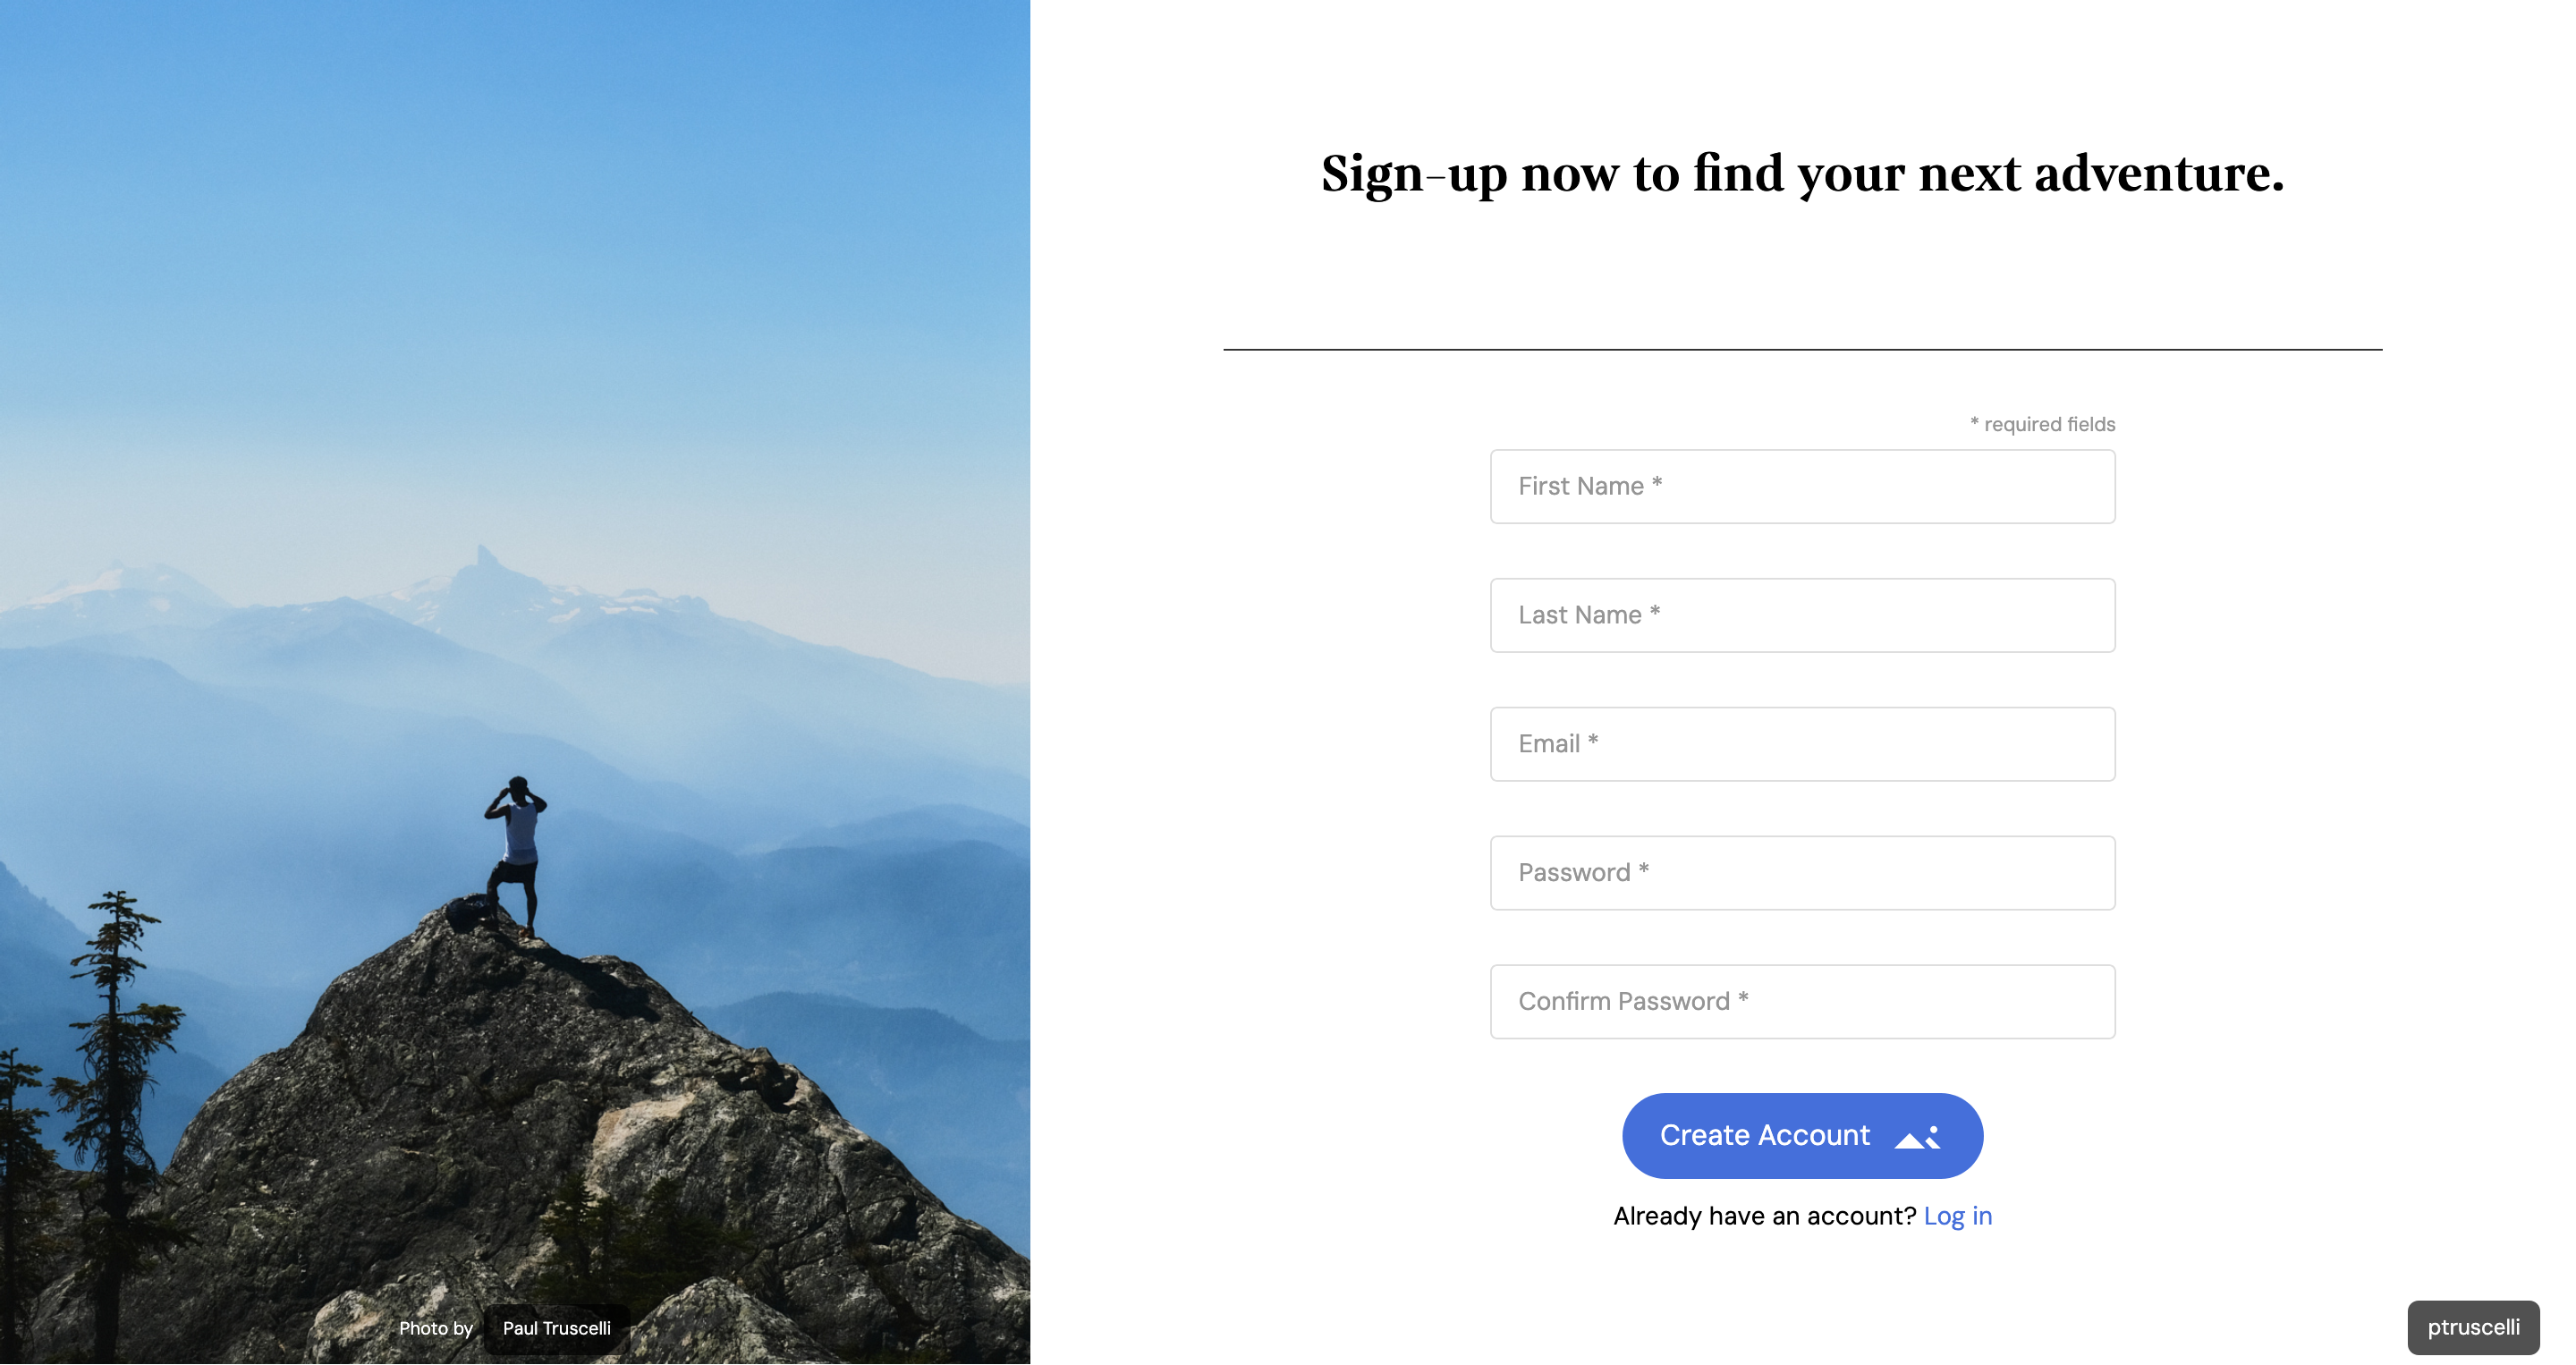 Sign-up now to find your next adventure.
* required fields
First Name *
Last Name *
Email *
Password *
Confirm Password *
Create Account
Already have an account? Log in
Photo by Paul Truscelli
ptruscelli